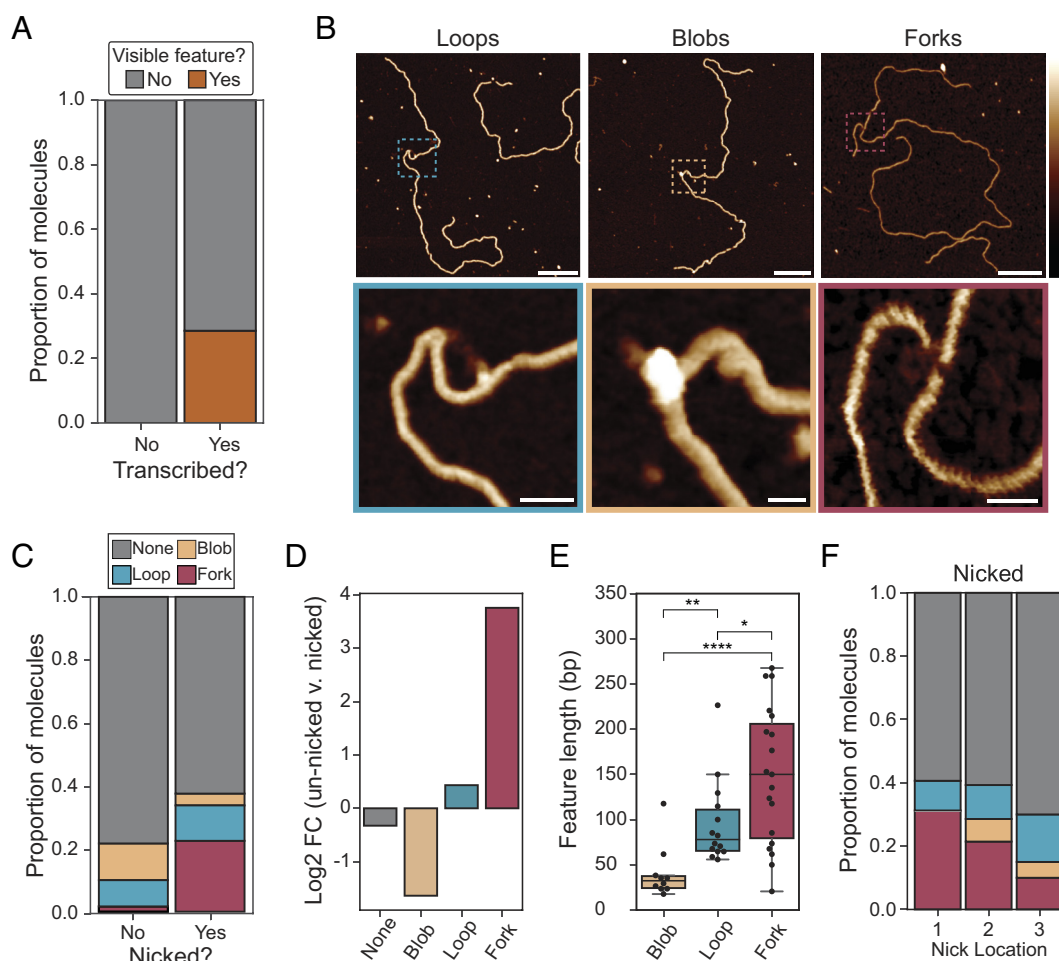 A
Visible feature?
No Yes
Proportion of molecules
1.0
0.8
0.6
0.4
0.2
0.0
No Yes
Transcribed?
B
Loops Blobs Forks
C
None Blob
Loop Fork
Proportion of molecules
1.0
0.8
0.6
0.4
0.2
0.0
No Yes
Nicked?
D
Log2 FC (un-nicked v. nicked)
4
3
2
1
0
-1
None Blob Loop Fork
E
Feature length (bp)
350
300
250
200
150
100
50
0
**
*
****
Blob Loop Fork
F
Nicked
Proportion of molecules
1.0
0.8
0.6
0.4
0.2
0.0
1 2 3
Nick Location